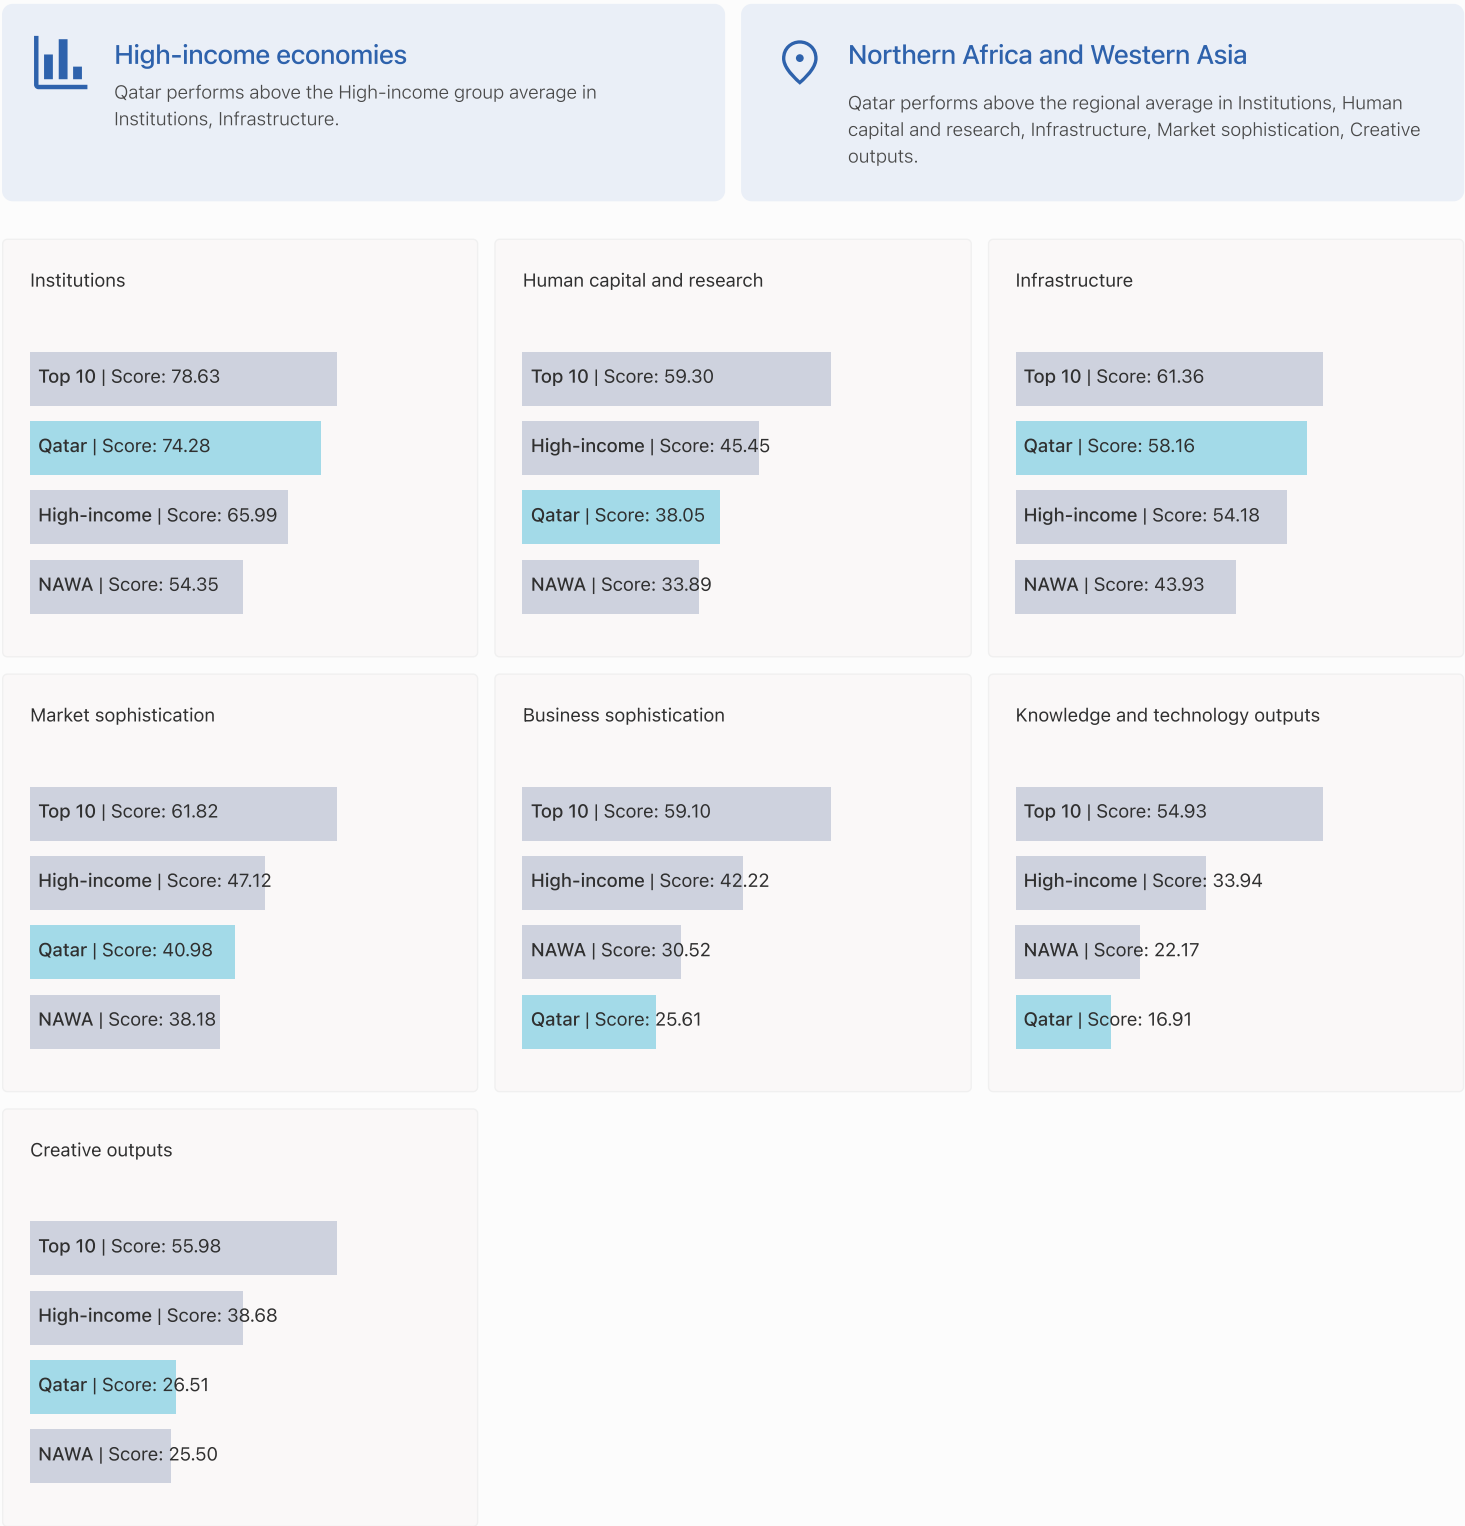 High-income economies
Qatar performs above the High-income group average in
Institutions, Infrastructure.
Northern Africa and Western Asia
Qatar performs above the regional average in Institutions, Human
capital and research, Infrastructure, Market sophistication, Creative
outputs.
Institutions
Top 10 | Score: 78.63
Qatar | Score: 74.28
High-income | Score: 65.99
NAWA | Score: 54.35
Human capital and research
Top 10 | Score: 59.30
High-income | Score: 45.45
Qatar | Score: 38.05
NAWA | Score: 33.89
Infrastructure
Top 10 | Score: 61.36
Qatar | Score: 58.16
High-income | Score: 54.18
NAWA | Score: 43.93
Market sophistication
Top 10 | Score: 61.82
High-income | Score: 47.12
Qatar | Score: 40.98
NAWA | Score: 38.18
Business sophistication
Top 10 | Score: 59.10
High-income | Score: 42.22
NAWA | Score: 30.52
Qatar | Score: 25.61
Knowledge and technology outputs
Top 10 | Score: 54.93
High-income | Score: 33.94
NAWA | Score: 22.17
Qatar | Score: 16.91
Creative outputs
Top 10 | Score: 55.98
High-income | Score: 38.68
Qatar | Score: 26.51
NAWA | Score: 25.50